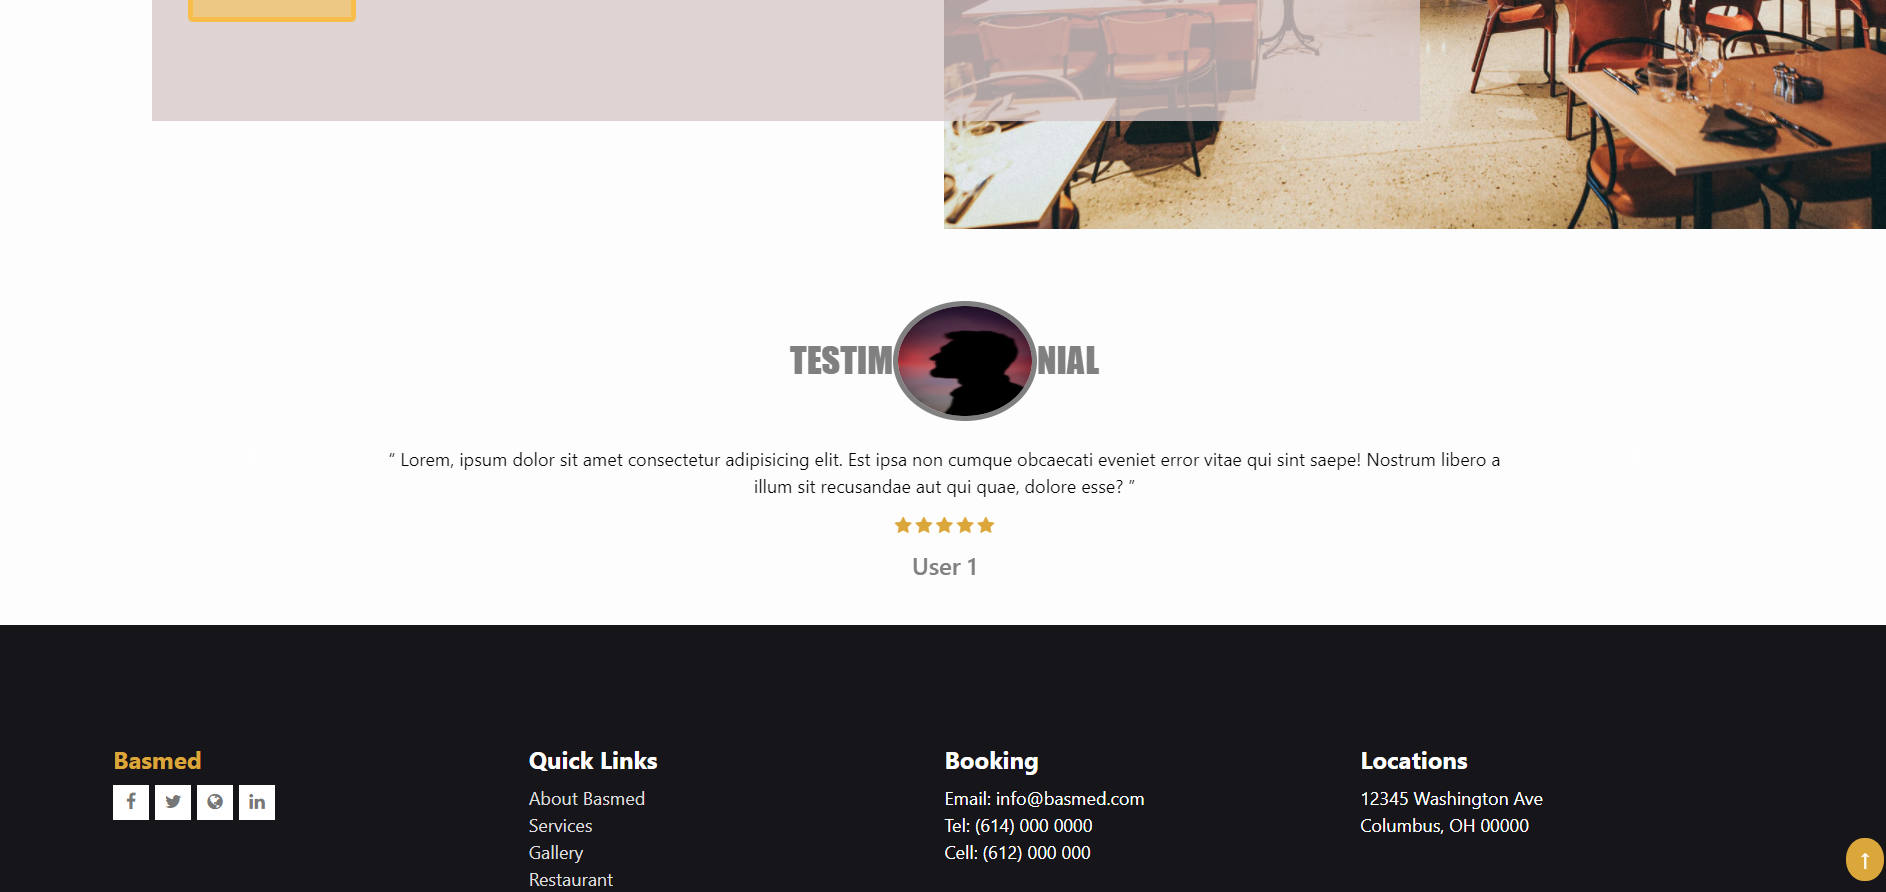 TESTIM NIAL
“ Lorem, ipsum dolor sit amet consectetur adipisicing elit. Est ipsa non cumque obcaecati eveniet error vitae qui sint saepe! Nostrum libero a
illum sit recusandae aut qui quae, dolore esse? ”
User 1
Basmed
Quick Links
About Basmed
Services
Gallery
Restaurant
Booking
Email: info@basmed.com
Tel: (614) 000 0000
Cell: (612) 000 000
Locations
12345 Washington Ave
Columbus, OH 00000